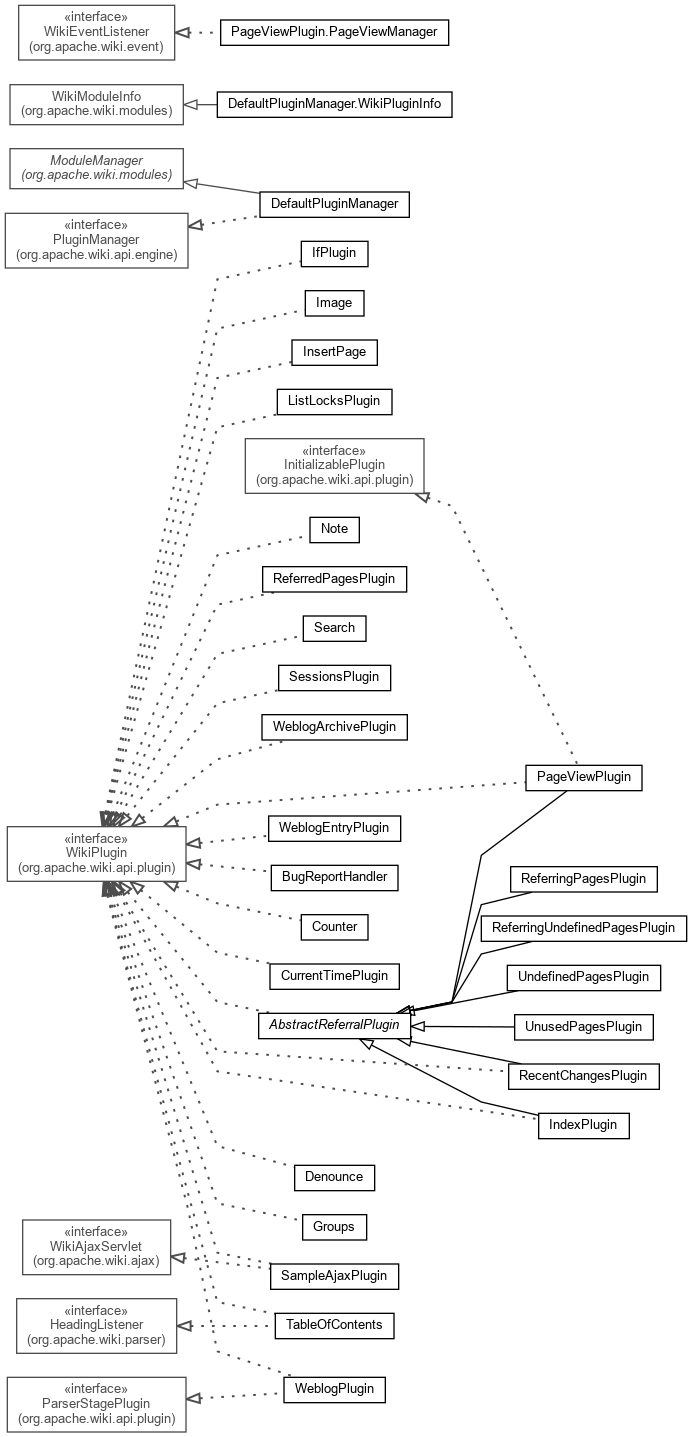 «interface»
WikiEventListener
(org.apache.wiki.event)
PageViewPlugin.PageViewManager
WikiModuleInfo
(org.apache.wiki.modules)
DefaultPluginManager.WikiPluginInfo
ModuleManager
(org.apache.wiki.modules)
DefaultPluginManager
«interface»
PluginManager
(org.apache.wiki.api.engine)
IfPlugin
Image
InsertPage
ListLocksPlugin
«interface»
InitializablePlugin
(org.apache.wiki.api.plugin)
Note
ReferredPagesPlugin
Search
SessionsPlugin
WeblogArchivePlugin
PageViewPlugin
«interface»
WikiPlugin
(org.apache.wiki.api.plugin)
WeblogEntryPlugin
BugReportHandler
ReferringPagesPlugin
Counter
ReferringUndefinedPagesPlugin
CurrentTimePlugin
UndefinedPagesPlugin
AbstractReferralPlugin
UnusedPagesPlugin
RecentChangesPlugin
IndexPlugin
Denounce
Groups
«interface»
WikiAjaxServlet
(org.apache.wiki.ajax)
SampleAjaxPlugin
«interface»
HeadingListener
(org.apache.wiki.parser)
TableOfContents
«interface»
ParserStagePlugin
(org.apache.wiki.api.plugin)
WeblogPlugin